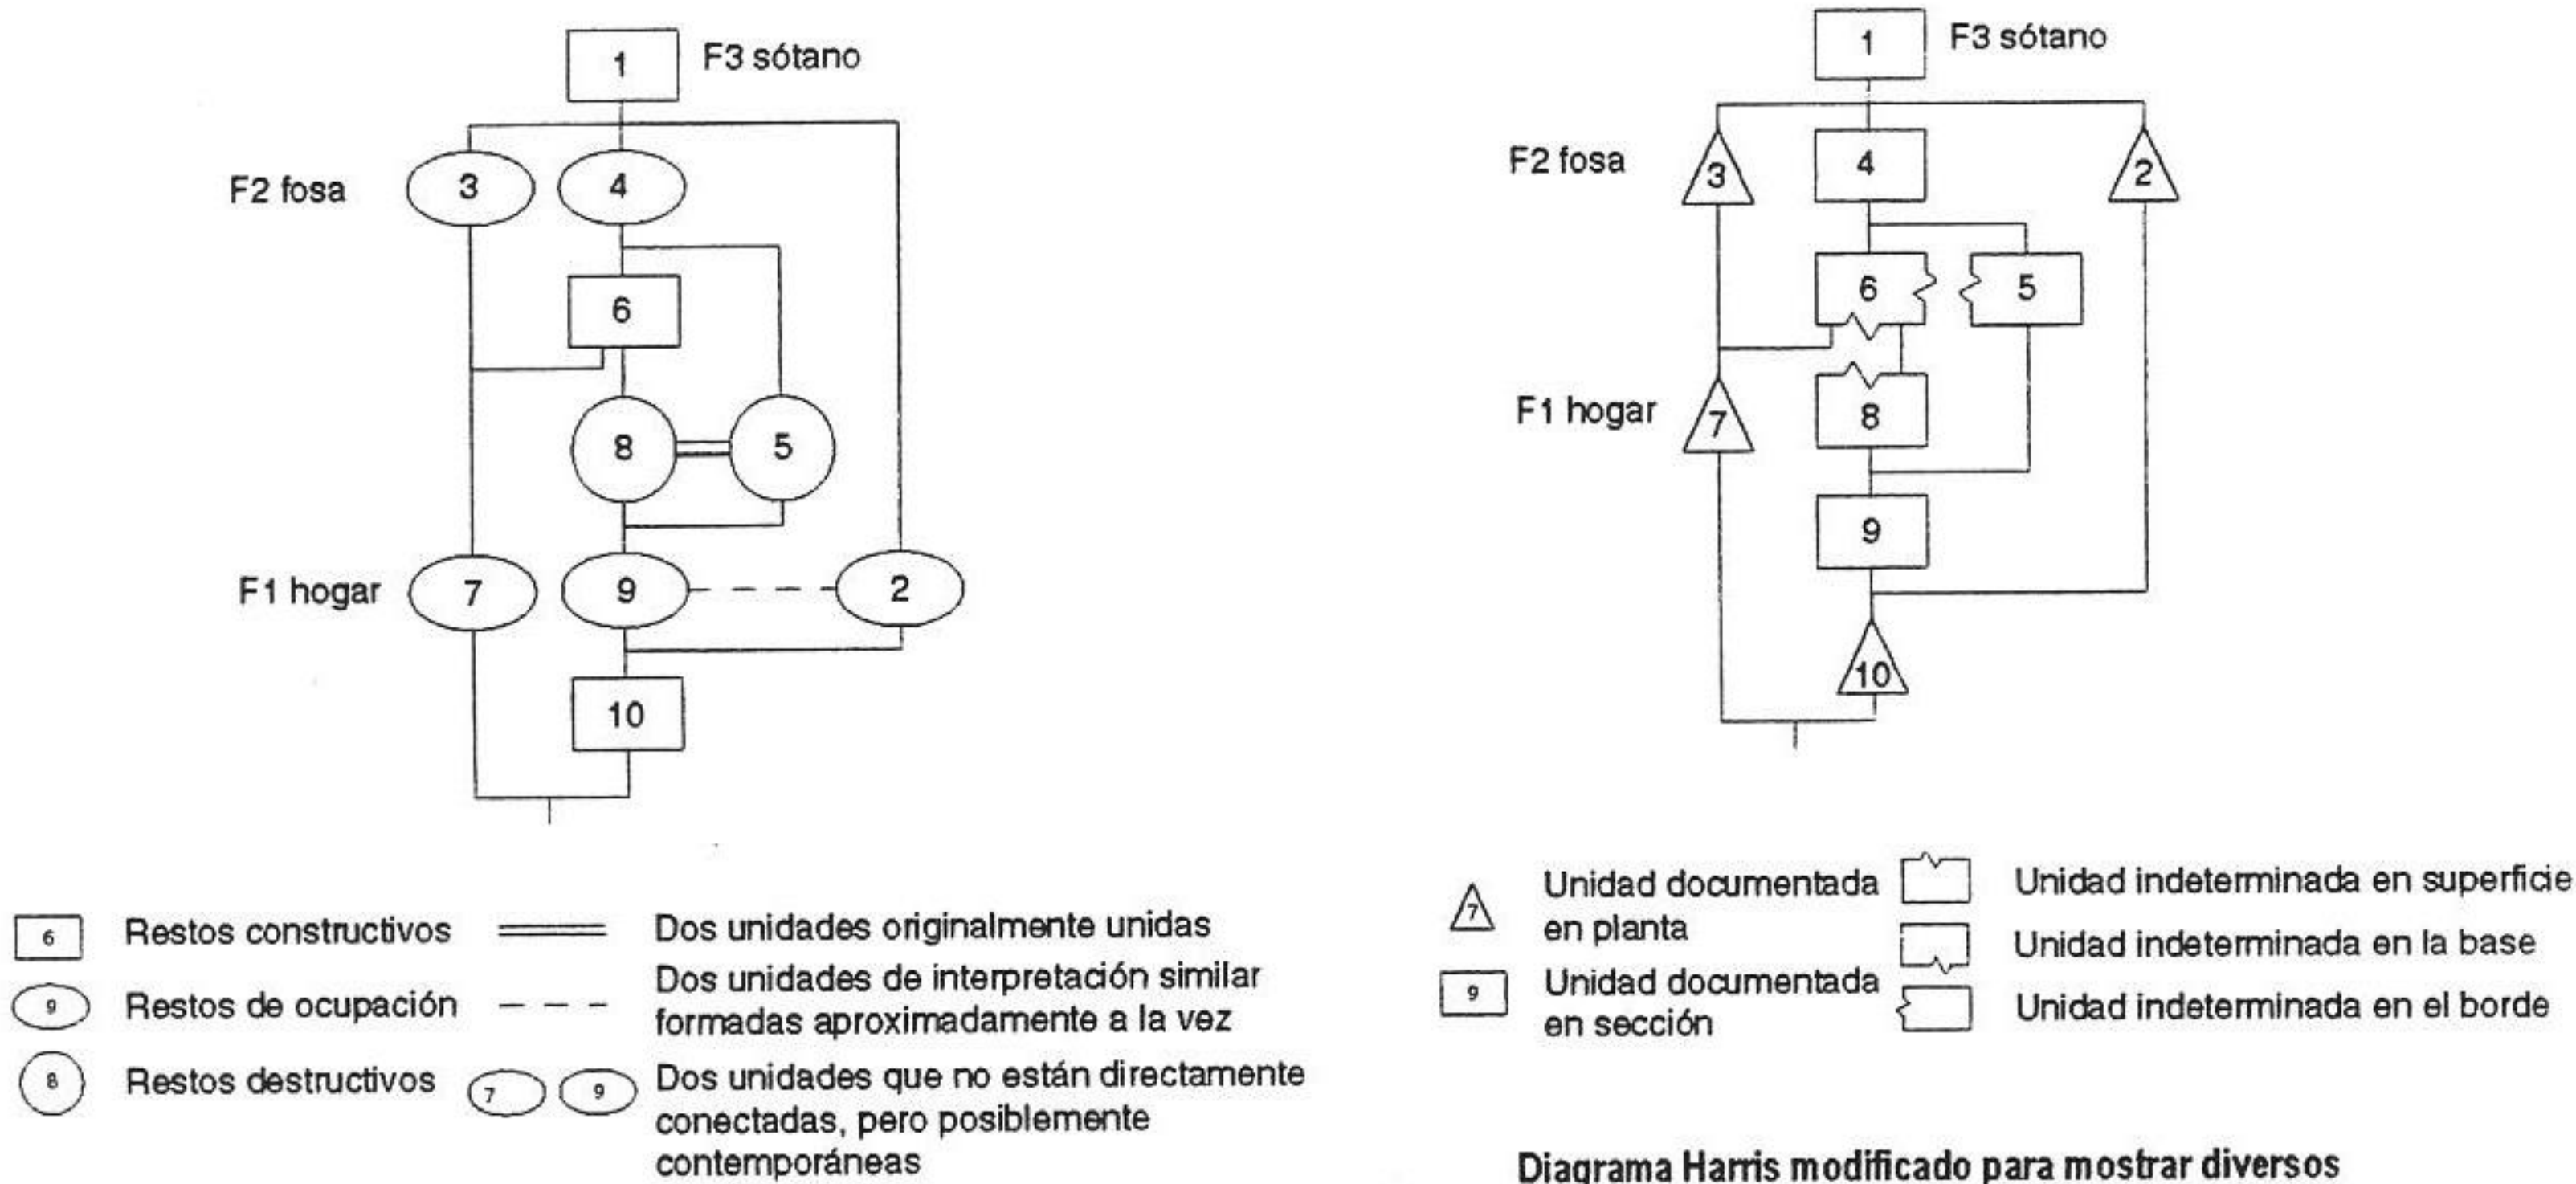 1
F3 sótano
F2 fosa
3
4
6
8
5
F1 hogar
7
9
2
10
6
Restos constructivos
Dos unidades originalmente unidas
9
Restos de ocupación
Dos unidades de interpretación similar
formadas aproximadamente a la vez
8
Restos destructivos
7
9
Dos unidades que no están directamente
conectadas, pero posiblemente
contemporáneas
1
F3 sótano
F2 fosa
3
4
2
6
5
F1 hogar
7
8
9
10
7
Unidad documentada
en planta
9
Unidad documentada
en sección
Unidad indeterminada en superficie
Unidad indeterminada en la base
Unidad indeterminada en el borde
Diagrama Harris modificado para mostrar diversos